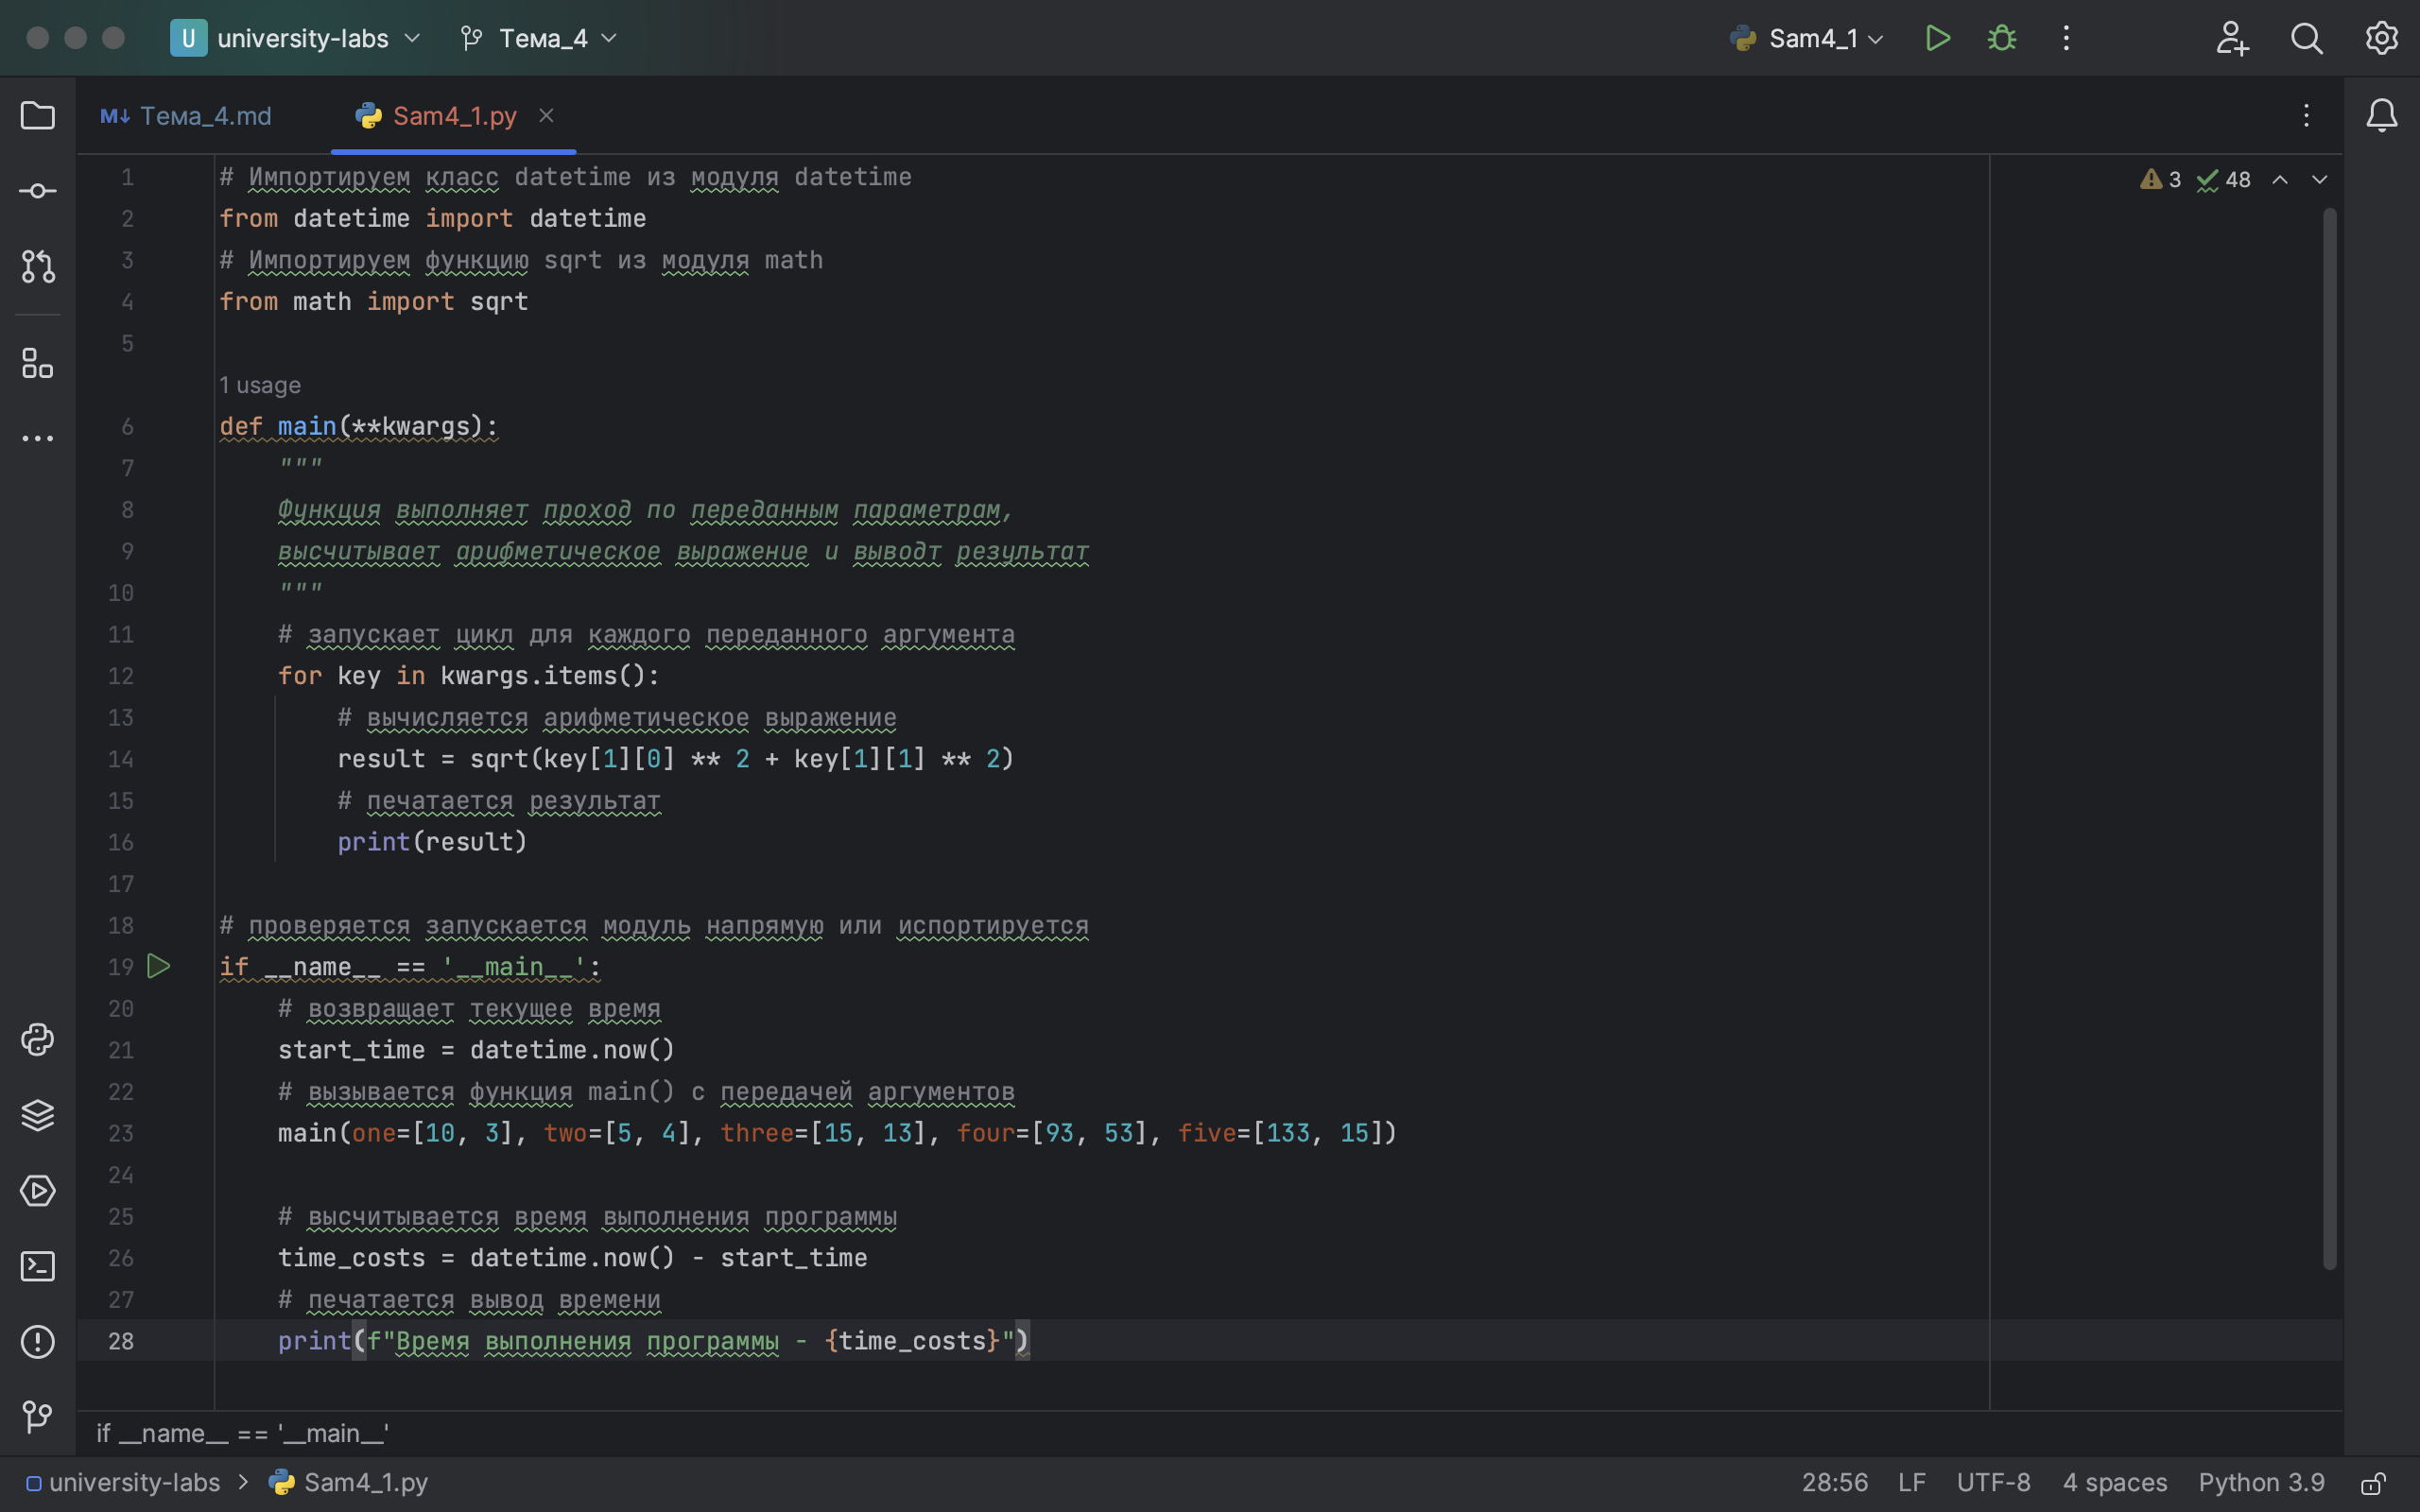 U university-labs Тема_4 Sam4_1
Тема_4.md Sam4_1.py
3 48
1 # Импортируем класс datetime из модуля datetime
2 from datetime import datetime
3 # Импортируем функцию sqrt из модуля math
4 from math import sqrt
5
1 usage
6 def main(**kwargs):
7 """
8 Функция выполняет проход по переданным параметрам,
9 высчитывает арифметическое выражение и выводт результат
10 """
11 # запускает цикл для каждого переданного аргумента
12 for key in kwargs.items():
13 # вычисляется арифметическое выражение
14 result = sqrt(key[1][0] ** 2 + key[1][1] ** 2)
15 # печатается результат
16 print(result)
17
18 # проверяется запускается модуль напрямую или испортируется
19 if __name__ == '__main__':
20 # возвращает текущее время
21 start_time = datetime.now()
22 # вызывается функция main() с передачей аргументов
23 main(one=[10, 3], two=[5, 4], three=[15, 13], four=[93, 53], five=[133, 15])
24
25 # высчитывается время выполнения программы
26 time_costs = datetime.now() - start_time
27 # печатается вывод времени
28 print(f"Время выполнения программы - {time_costs}")
if __name__ == '__main__'
university-labs > Sam4_1.py 28:56 LF UTF-8 4 spaces Python 3.9